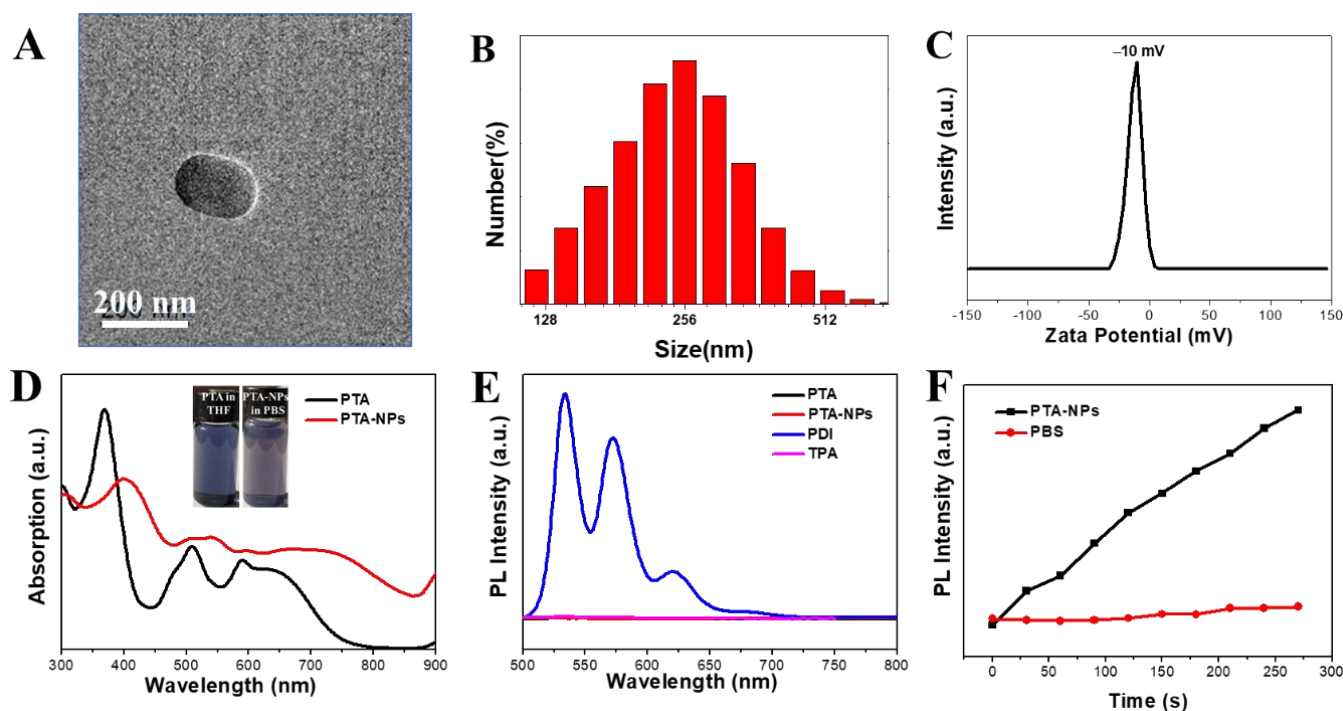 A
200 nm
200 nm
B
Number(%)
128
256
512
Size(nm)
C
–10 mV
Intensity (a.u.)
-150
-100
-50
0
50
100
150
Zata Potential (mV)
D
PTA in
THF
PTA-NPs
in PBS
PTA
PTA-NPs
Absorption (a.u.)
300
400
500
600
700
800
900
Wavelength (nm)
E
PTA
PTA-NPs
PDI
TPA
PL Intensity (a.u.)
500
550
600
650
700
750
800
Wavelength (nm)
F
PTA-NPs
PBS
PL Intensity (a.u.)
0
50
100
150
200
250
300
Time (s)